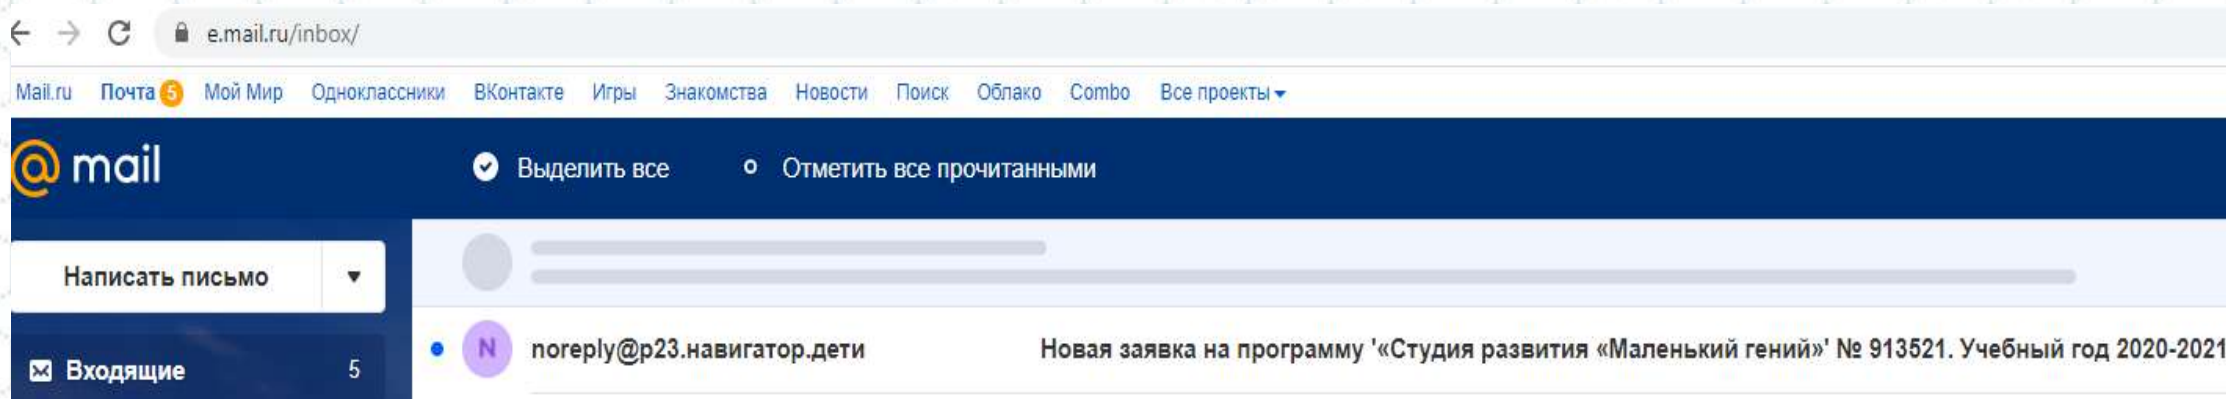 e.mail.ru/inbox/
Mail.ru Почта 5 Мой Мир Одноклассники ВКонтакте Игры Знакомства Новости Поиск Облако Combo Все проекты
@mail Выделить все Отметить все прочитанными
Написать письмо
N noreply@p23.навигатор.дети Новая заявка на программу '«Студия развития «Маленький гений»' № 913521. Учебный год 2020-2021
Входящие 5